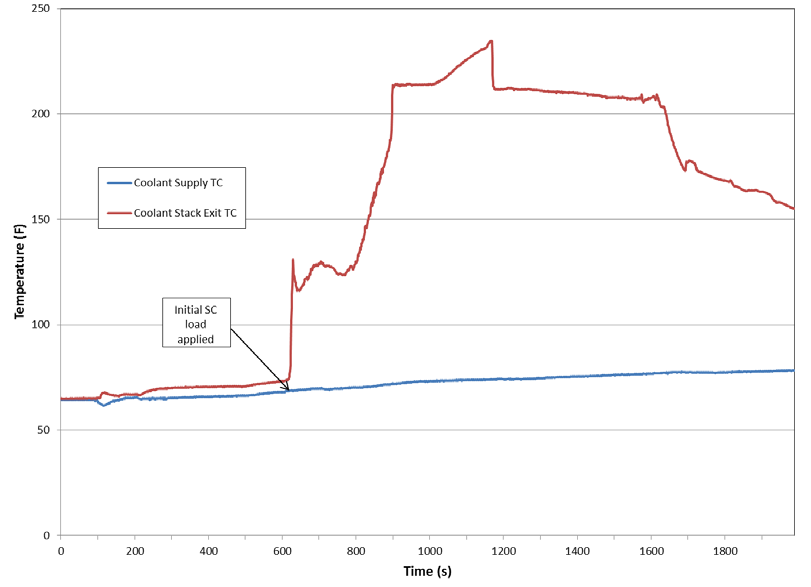 250
200
150
100
50
0
Temperature (F)
Coolant Supply TC
Coolant Stack Exit TC
Initial SC
load
applied
0
200
400
600
800
1000
1200
1400
1600
1800
Time (s)